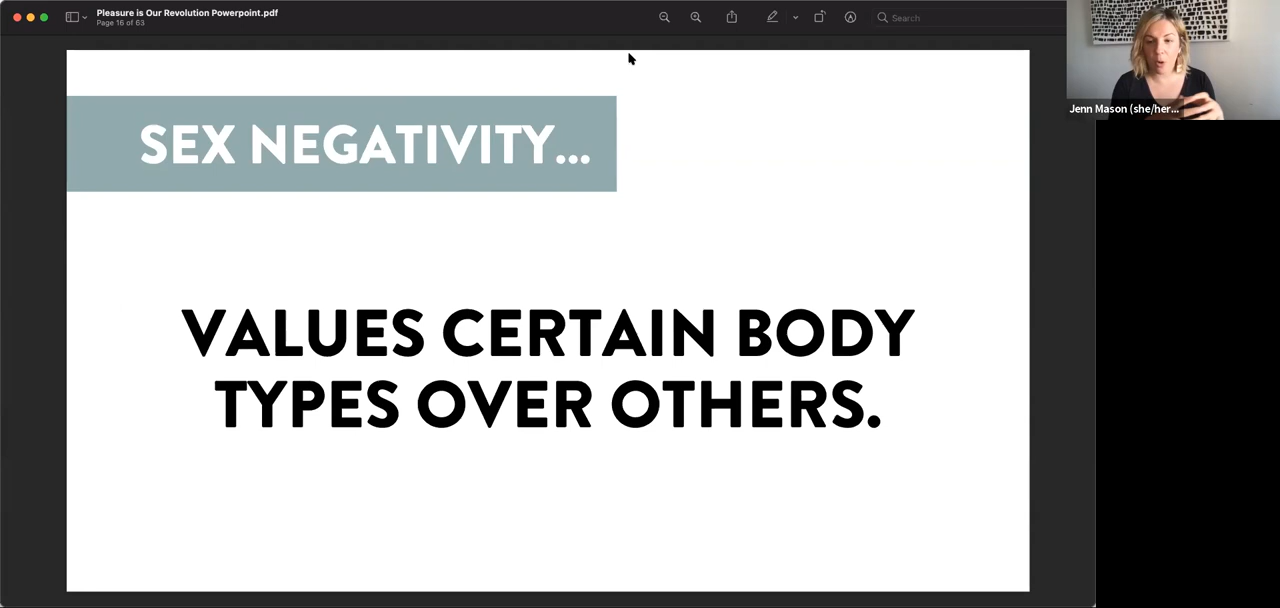 Pleasure is Our Revolution Powerpoint.pdf
Page 16 of 63
Search
Jenn Mason (she/her...
SEX NEGATIVITY...
VALUES CERTAIN BODY
TYPES OVER OTHERS.